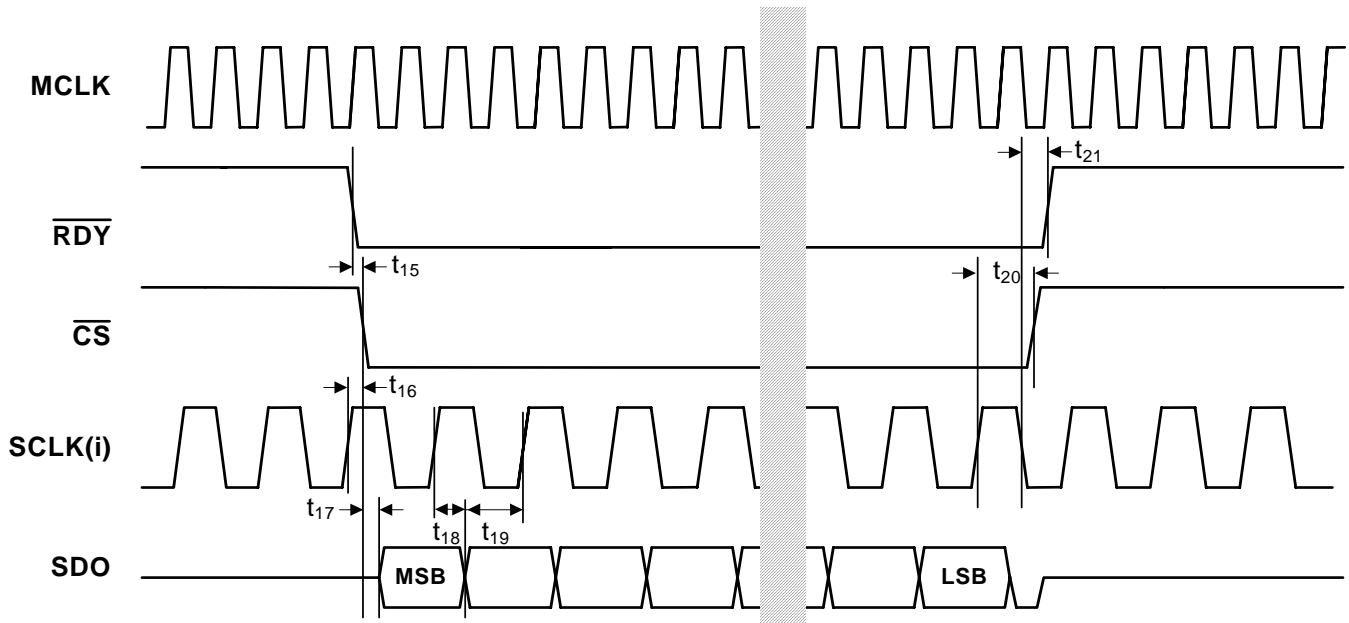 MCLK
t21
RDY
t15
t20
CS
t16
SCLK(i)
t17
t18 t19
SDO
MSB
LSB